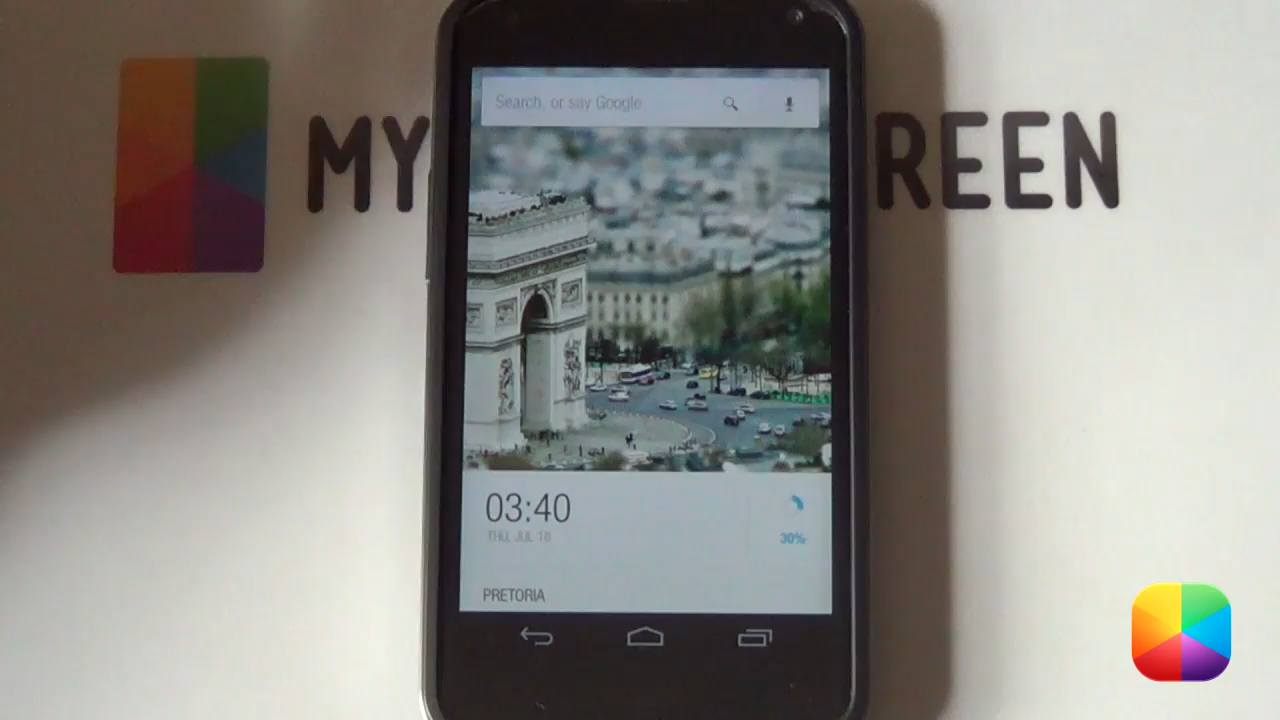 MY
REEN
Search, or say Google
03:40
THU, JUL 18
30%
PRETORIA